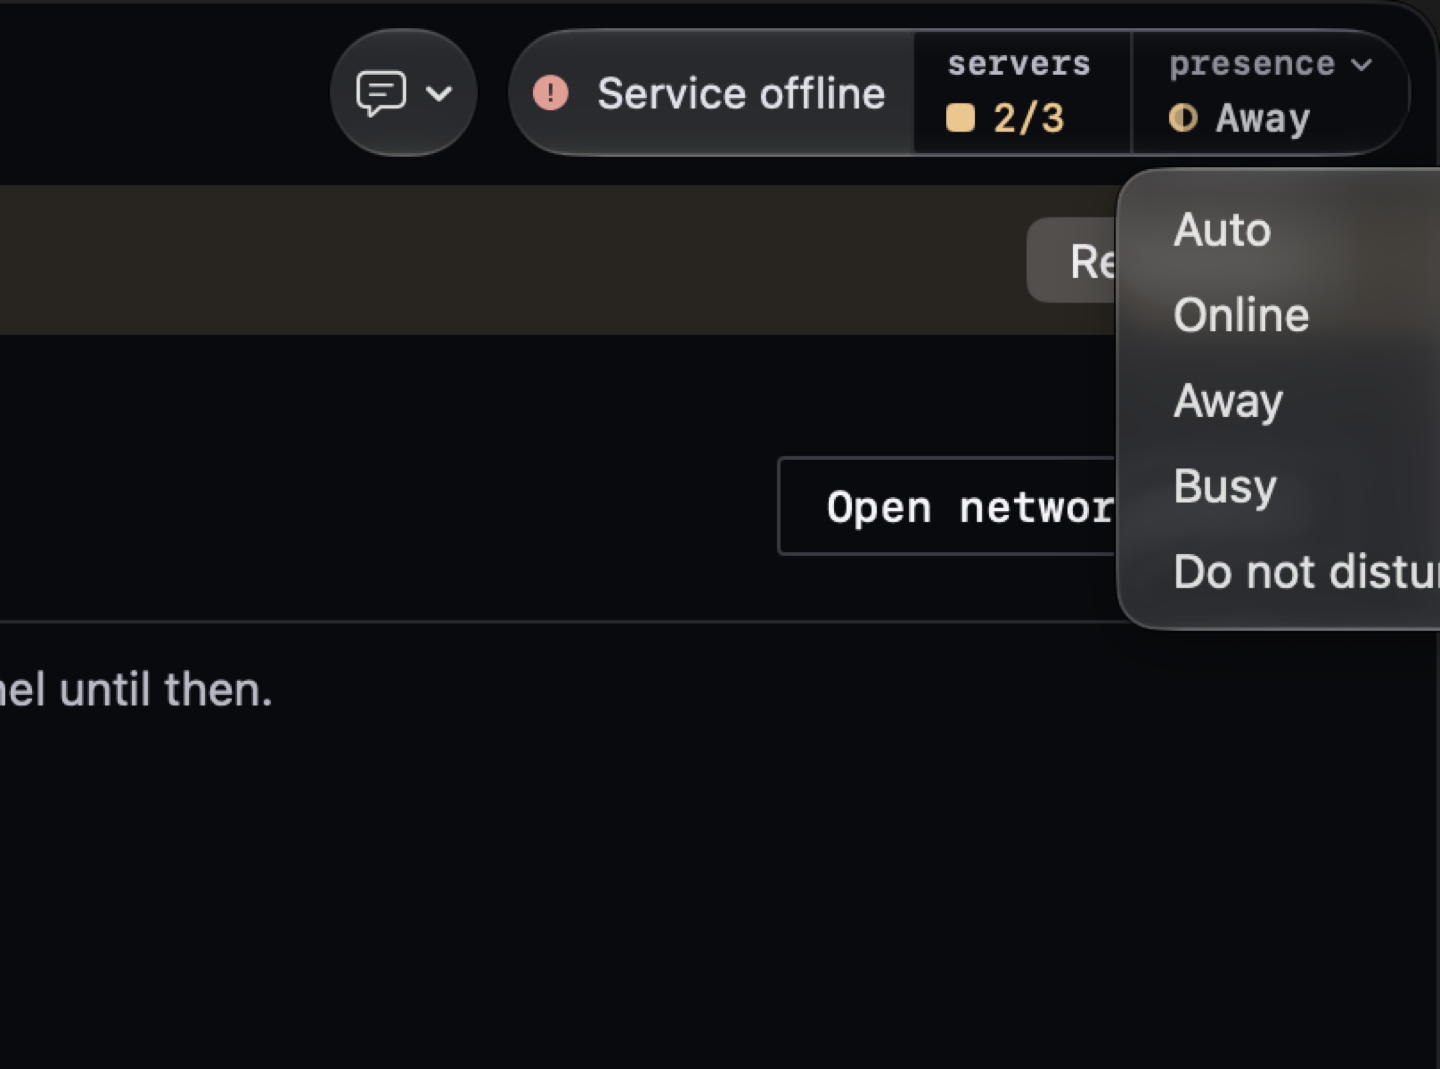 Service offline
servers
2/3
presence
Away
Re
Auto
Online
Away
Busy
Do not distu
Open networ
until then.